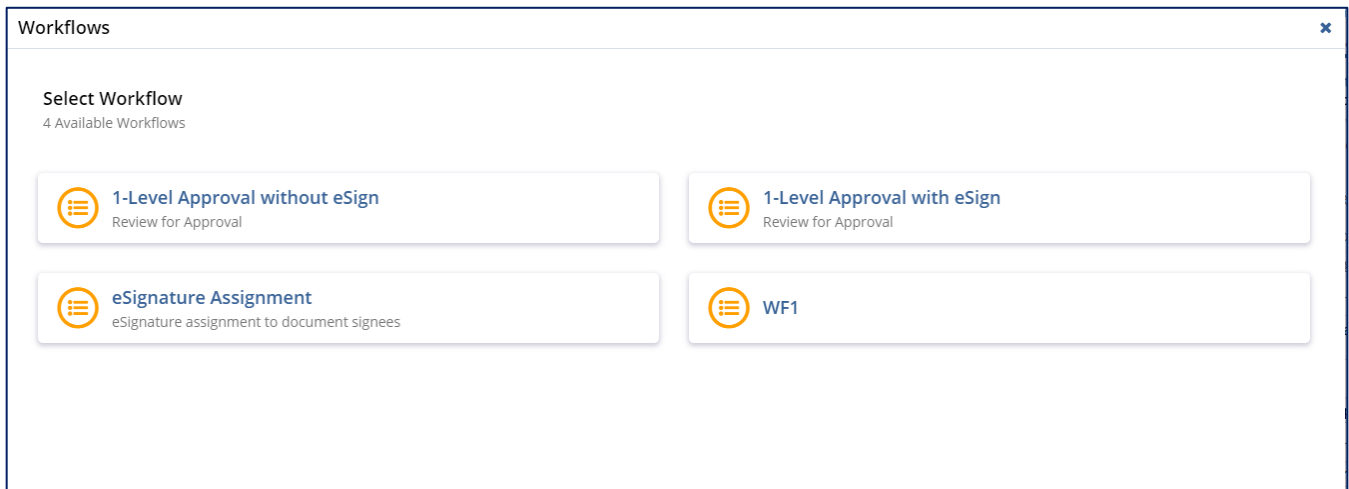 Workflows
Select Workflow
4 Available Workflows
1-Level Approval without eSign
Review for Approval
1-Level Approval with eSign
Review for Approval
eSignature Assignment
eSignature assignment to document signees
WF1